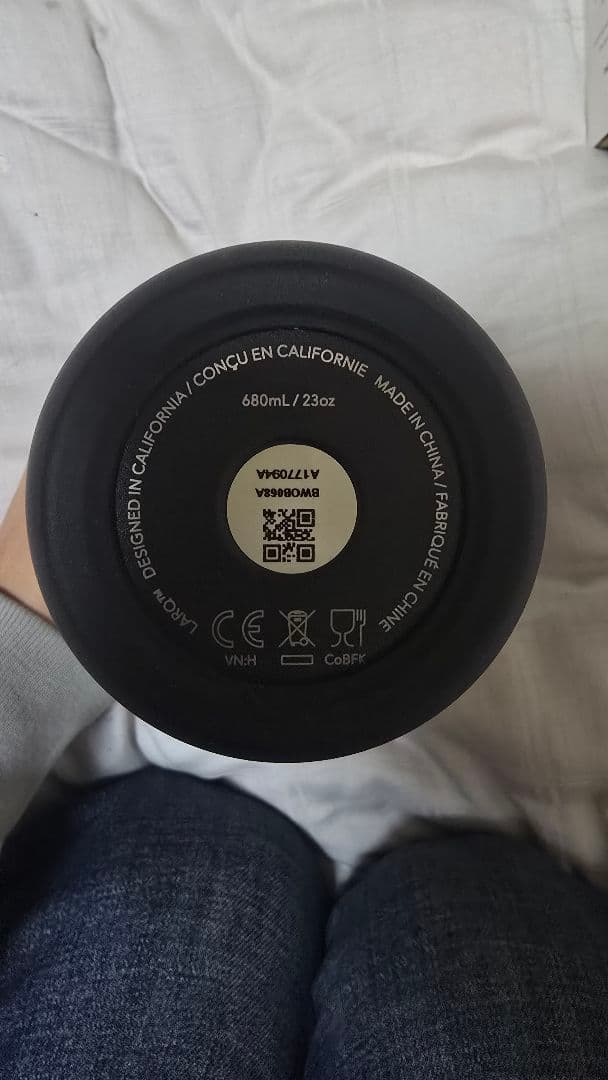 LARQ™ DESIGNED IN CALIFORNIA / CONÇU EN CALIFORNIE
MADE IN CHINA / FABRIQUÉ EN CHINE
680mL / 23oz
BWOB068A
A177094A
CE
VN:H
CoBFK